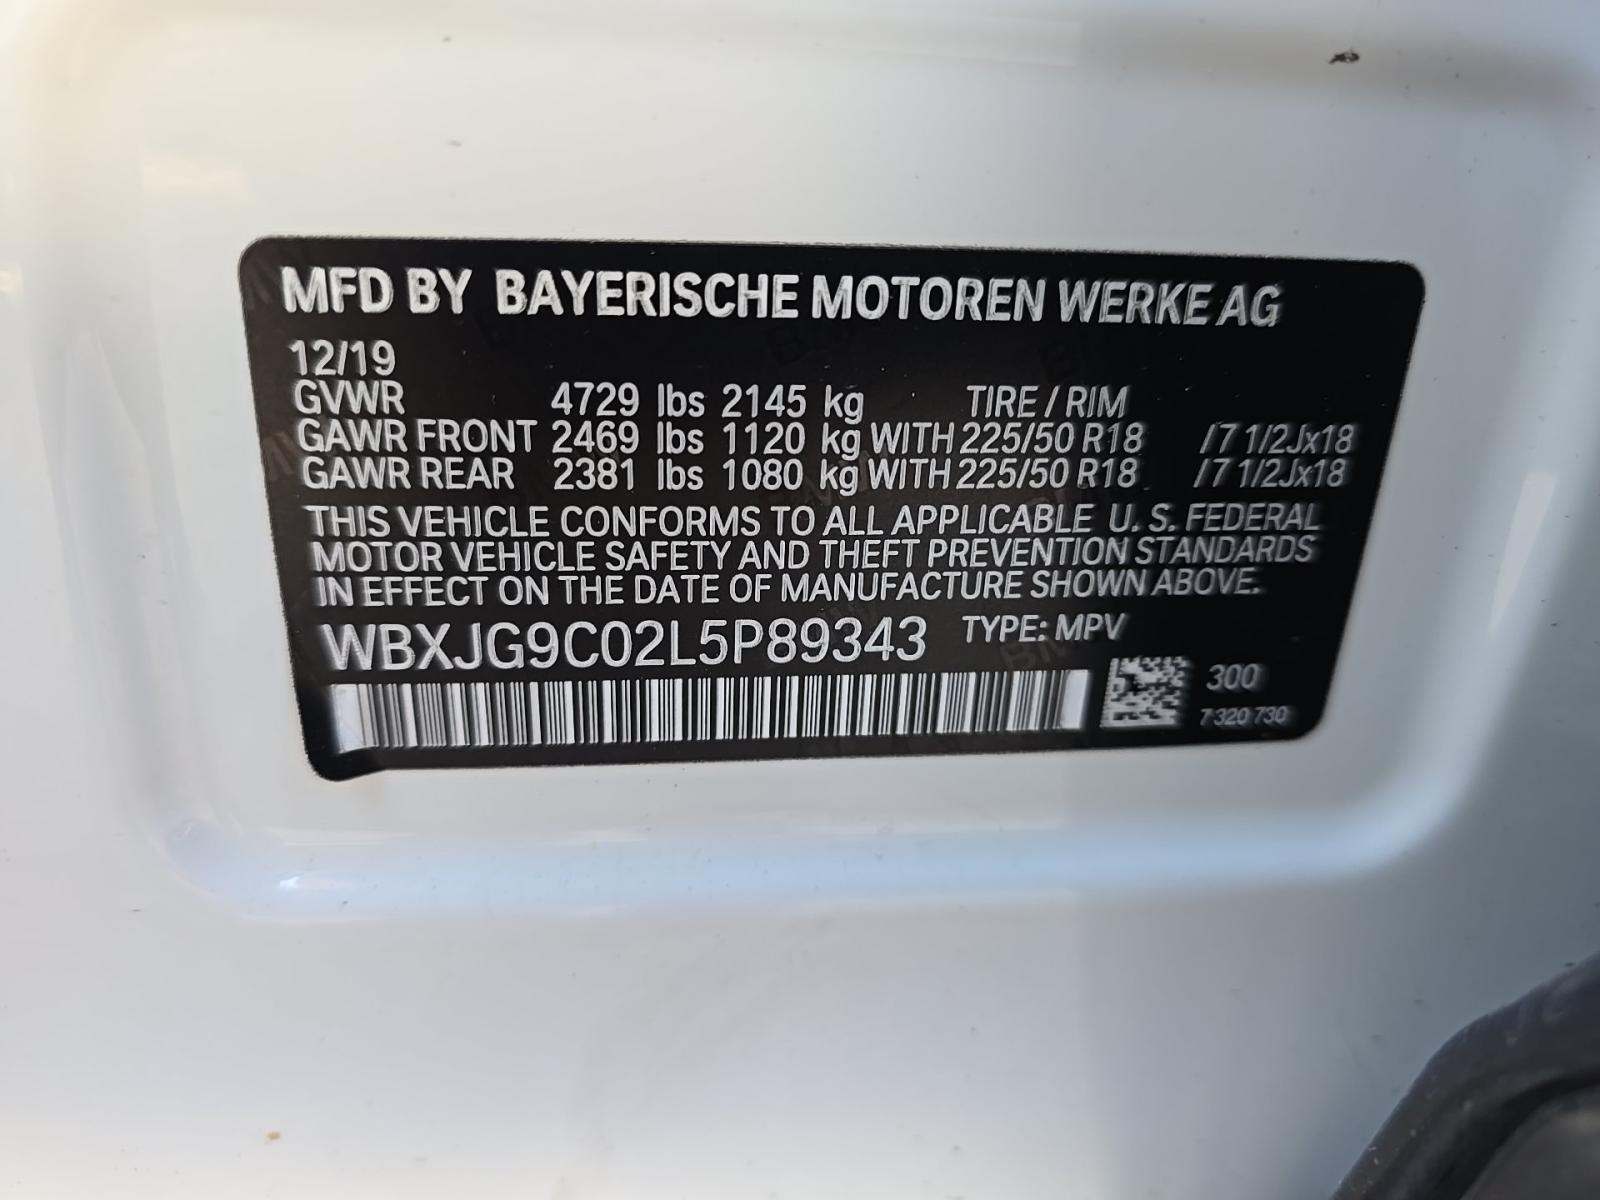 MFD BY BAYERISCHE MOTOREN WERKE AG
12/19
GVWR 4729 lbs 2145 kg TIRE / RIM
GAWR FRONT 2469 lbs 1120 kg WITH 225/50 R18 /7 1/2Jx18
GAWR REAR 2381 lbs 1080 kg WITH 225/50 R18 /7 1/2Jx18
THIS VEHICLE CONFORMS TO ALL APPLICABLE U. S. FEDERAL
MOTOR VEHICLE SAFETY AND THEFT PREVENTION STANDARDS
IN EFFECT ON THE DATE OF MANUFACTURE SHOWN ABOVE.
WBXJG9C02L5P89343 TYPE: MPV
300
7 320 730